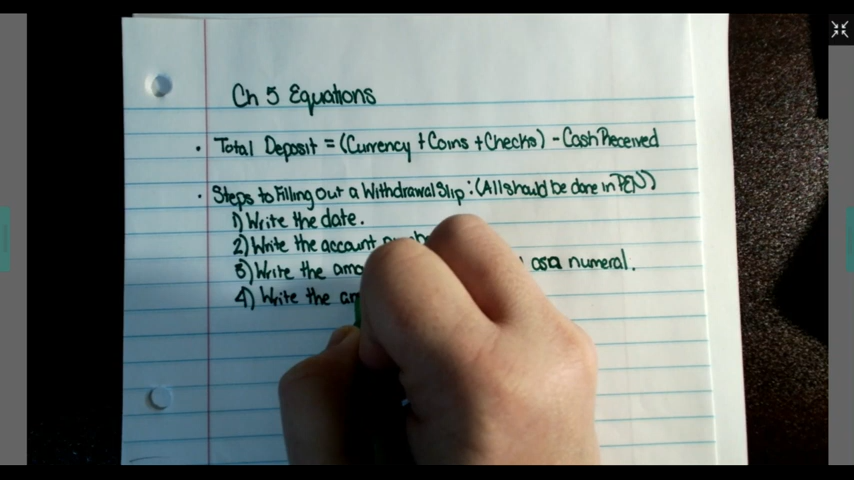 Ch 5 Equations
• Total Deposit = (Currency + Coins + Checks) - Cash Received
• Steps to Filling Out a Withdrawal Slip: (All should be done in PEN)
1) Write the date.
2) Write the account
3) Write the as a numeral.
4) Write the